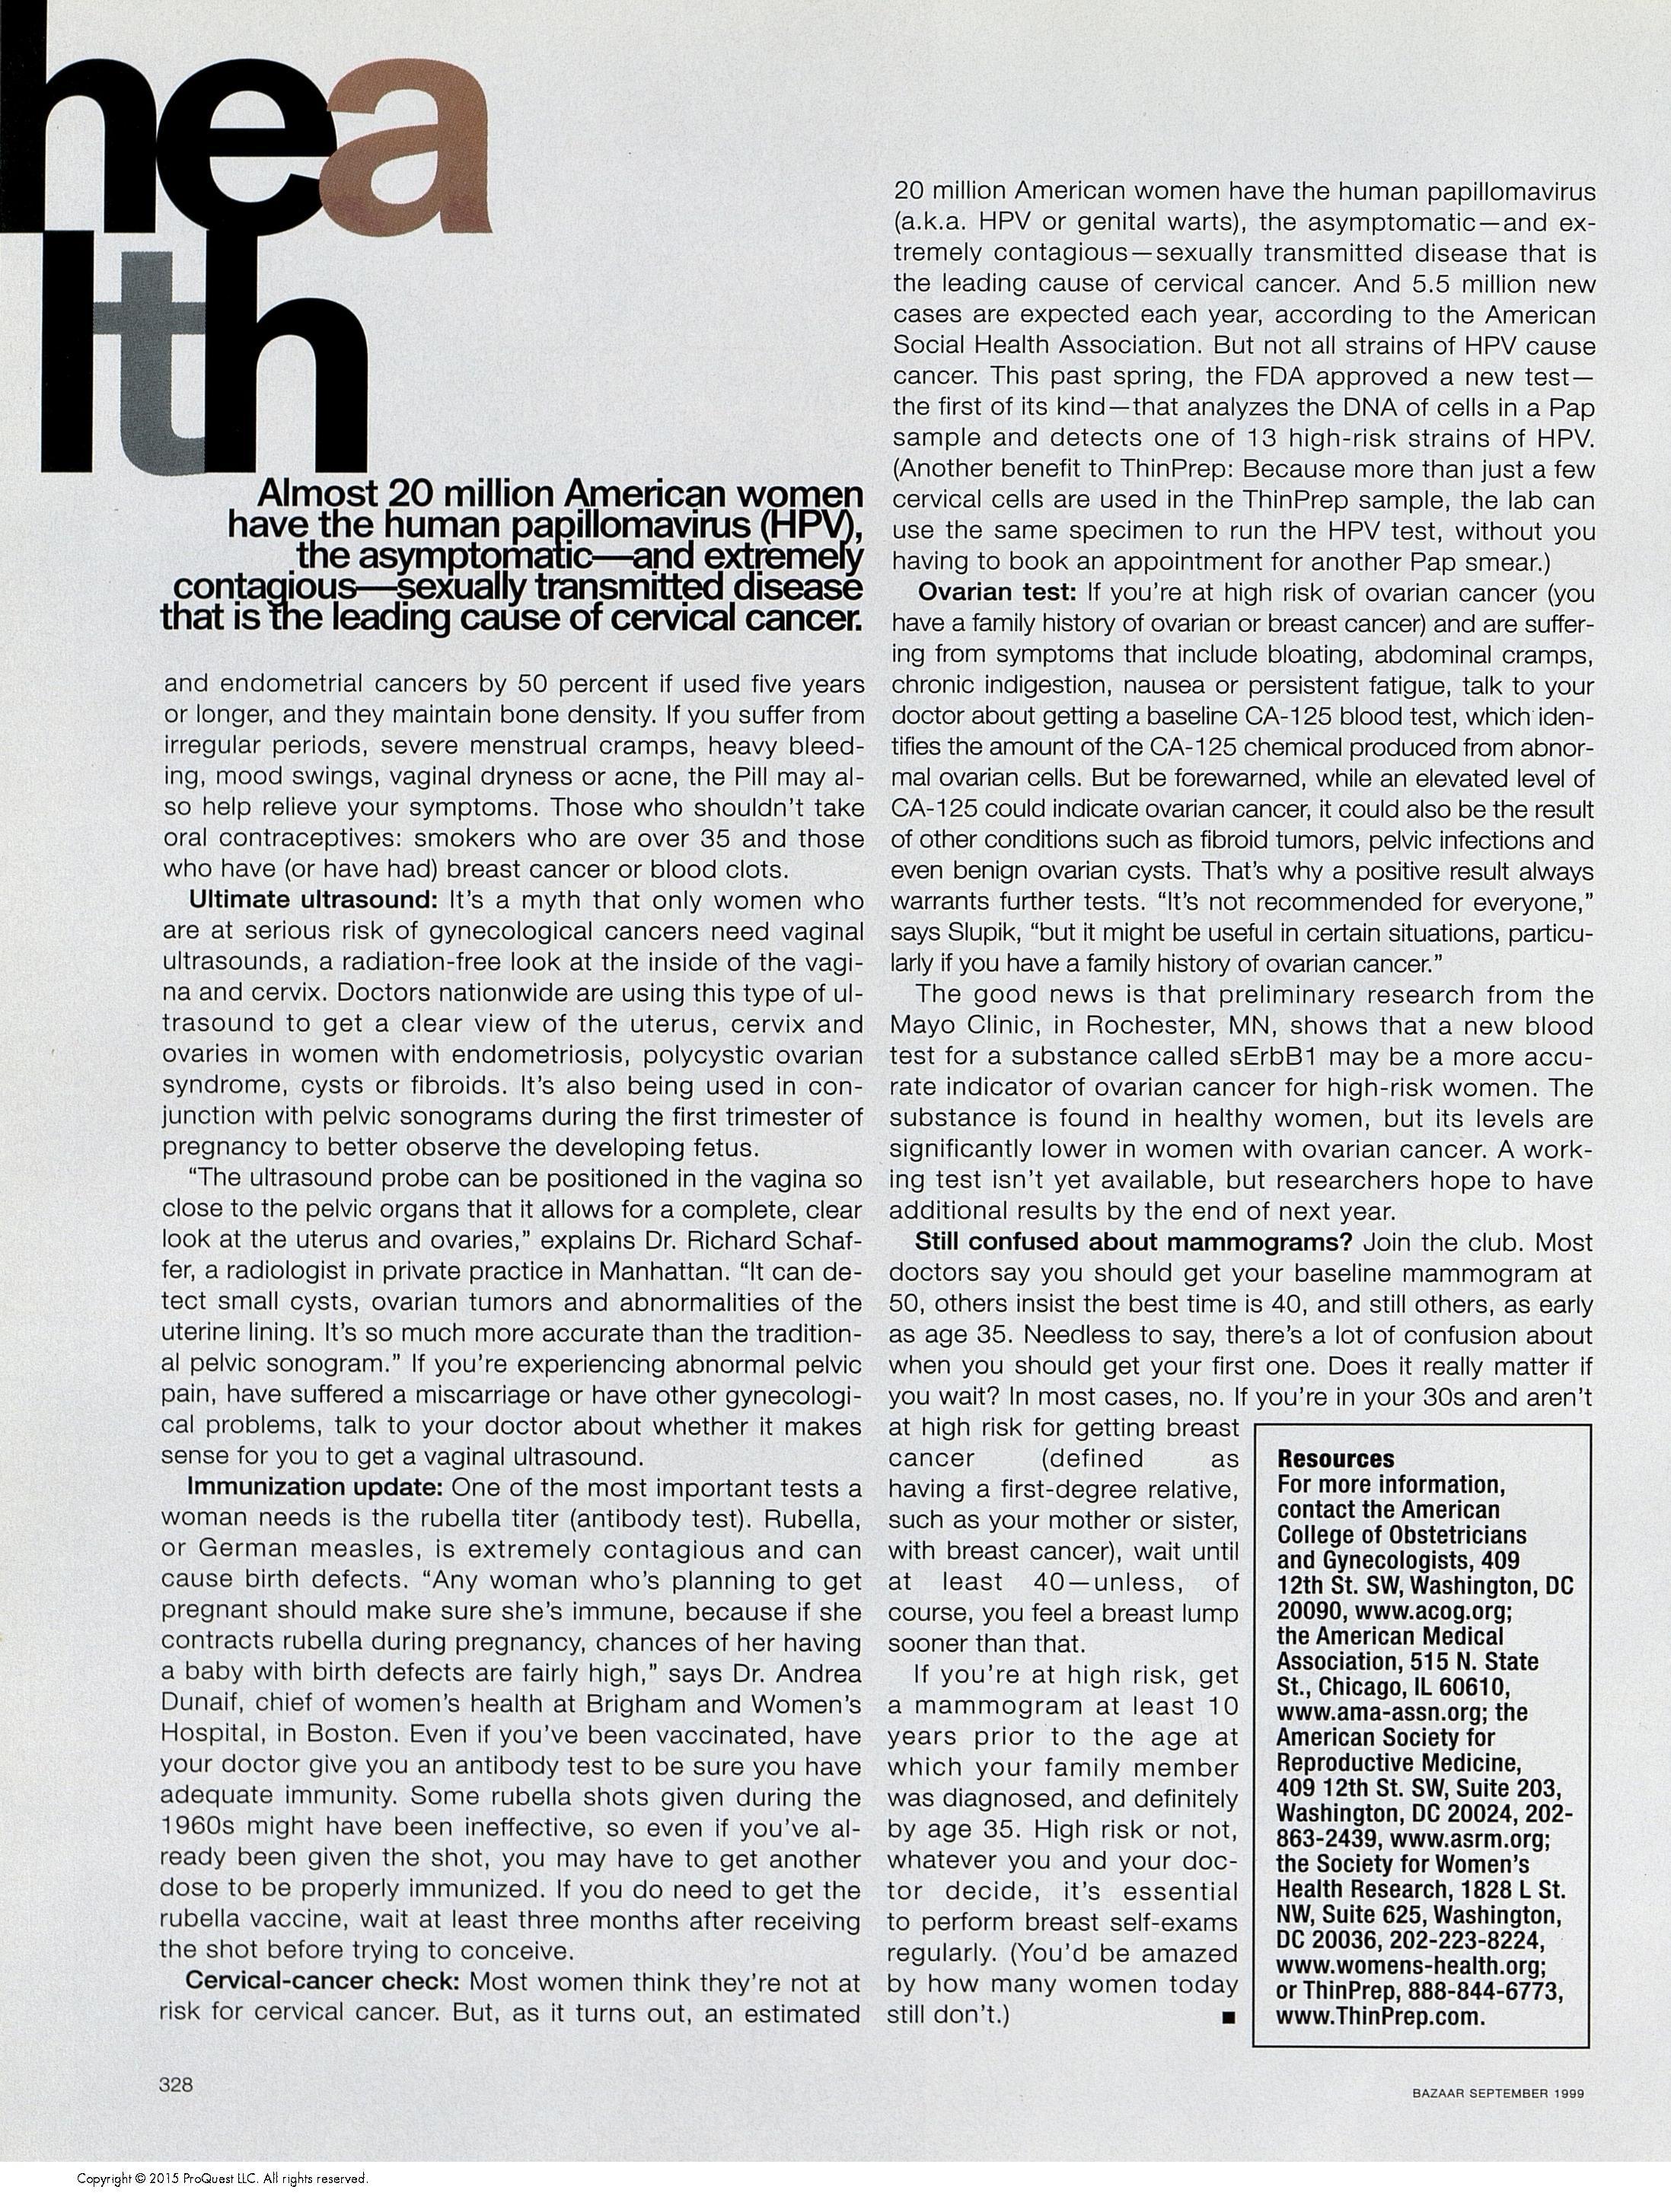 hea
lth
Almost 20 million American women
have the human papillomavirus (HPV),
the asymptomatic—and extremely
contagious—sexually transmitted disease
that is the leading cause of cervical cancer.
and endometrial cancers by 50 percent if used five years
or longer, and they maintain bone density. If you suffer from
irregular periods, severe menstrual cramps, heavy bleed-
ing, mood swings, vaginal dryness or acne, the Pill may al-
so help relieve your symptoms. Those who shouldn't take
oral contraceptives: smokers who are over 35 and those
who have (or have had) breast cancer or blood clots.
Ultimate ultrasound: It's a myth that only women who
are at serious risk of gynecological cancers need vaginal
ultrasounds, a radiation-free look at the inside of the vagi-
na and cervix. Doctors nationwide are using this type of ul-
trasound to get a clear view of the uterus, cervix and
ovaries in women with endometriosis, polycystic ovarian
syndrome, cysts or fibroids. It's also being used in con-
junction with pelvic sonograms during the first trimester of
pregnancy to better observe the developing fetus.
“The ultrasound probe can be positioned in the vagina so
close to the pelvic organs that it allows for a complete, clear
look at the uterus and ovaries,” explains Dr. Richard Schaf-
fer, a radiologist in private practice in Manhattan. “It can de-
tect small cysts, ovarian tumors and abnormalities of the
uterine lining. It's so much more accurate than the tradition-
al pelvic sonogram.” If you're experiencing abnormal pelvic
pain, have suffered a miscarriage or have other gynecologi-
cal problems, talk to your doctor about whether it makes
sense for you to get a vaginal ultrasound.
Immunization update: One of the most important tests a
woman needs is the rubella titer (antibody test). Rubella,
or German measles, is extremely contagious and can
cause birth defects. “Any woman who's planning to get
pregnant should make sure she's immune, because if she
contracts rubella during pregnancy, chances of her having
a baby with birth defects are fairly high,” says Dr. Andrea
Dunaif, chief of women's health at Brigham and Women's
Hospital, in Boston. Even if you've been vaccinated, have
your doctor give you an antibody test to be sure you have
adequate immunity. Some rubella shots given during the
1960s might have been ineffective, so even if you've al-
ready been given the shot, you may have to get another
dose to be properly immunized. If you do need to get the
rubella vaccine, wait at least three months after receiving
the shot before trying to conceive.
Cervical-cancer check: Most women think they're not at
risk for cervical cancer. But, as it turns out, an estimated
20 million American women have the human papillomavirus
(a.k.a. HPV or genital warts), the asymptomatic—and ex-
tremely contagious—sexually transmitted disease that is
the leading cause of cervical cancer. And 5.5 million new
cases are expected each year, according to the American
Social Health Association. But not all strains of HPV cause
cancer. This past spring, the FDA approved a new test—
the first of its kind—that analyzes the DNA of cells in a Pap
sample and detects one of 13 high-risk strains of HPV.
(Another benefit to ThinPrep: Because more than just a few
cervical cells are used in the ThinPrep sample, the lab can
use the same specimen to run the HPV test, without you
having to book an appointment for another Pap smear.)
Ovarian test: If you're at high risk of ovarian cancer (you
have a family history of ovarian or breast cancer) and are suffer-
ing from symptoms that include bloating, abdominal cramps,
chronic indigestion, nausea or persistent fatigue, talk to your
doctor about getting a baseline CA-125 blood test, which iden-
tifies the amount of the CA-125 chemical produced from abnor-
mal ovarian cells. But be forewarned, while an elevated level of
CA-125 could indicate ovarian cancer, it could also be the result
of other conditions such as fibroid tumors, pelvic infections and
even benign ovarian cysts. That's why a positive result always
warrants further tests. “It's not recommended for everyone,”
says Slupik, “but it might be useful in certain situations, particu-
larly if you have a family history of ovarian cancer.”
The good news is that preliminary research from the
Mayo Clinic, in Rochester, MN, shows that a new blood
test for a substance called sErbB1 may be a more accu-
rate indicator of ovarian cancer for high-risk women. The
substance is found in healthy women, but its levels are
significantly lower in women with ovarian cancer. A work-
ing test isn't yet available, but researchers hope to have
additional results by the end of next year.
Still confused about mammograms? Join the club. Most
doctors say you should get your baseline mammogram at
50, others insist the best time is 40, and still others, as early
as age 35. Needless to say, there's a lot of confusion about
when you should get your first one. Does it really matter if
you wait? In most cases, no. If you're in your 30s and aren't
at high risk for getting breast
cancer (defined as
having a first-degree relative,
such as your mother or sister,
with breast cancer), wait until
at least 40—unless, of
course, you feel a breast lump
sooner than that.
If you're at high risk, get
a mammogram at least 10
years prior to the age at
which your family member
was diagnosed, and definitely
by age 35. High risk or not,
whatever you and your doc-
tor decide, it's essential
to perform breast self-exams
regularly. (You'd be amazed
by how many women today
still don't.) ■
Resources
For more information,
contact the American
College of Obstetricians
and Gynecologists, 409
12th St. SW, Washington, DC
20090, www.acog.org;
the American Medical
Association, 515 N. State
St., Chicago, IL 60610,
www.ama-assn.org; the
American Society for
Reproductive Medicine,
409 12th St. SW, Suite 203,
Washington, DC 20024, 202-
863-2439, www.asrm.org;
the Society for Women's
Health Research, 1828 L St.
NW, Suite 625, Washington,
DC 20036, 202-223-8224,
www.womens-health.org;
or ThinPrep, 888-844-6773,
www.ThinPrep.com.
328
BAZAAR SEPTEMBER 1999
Copyright © 2015 ProQuest LLC. All rights reserved.